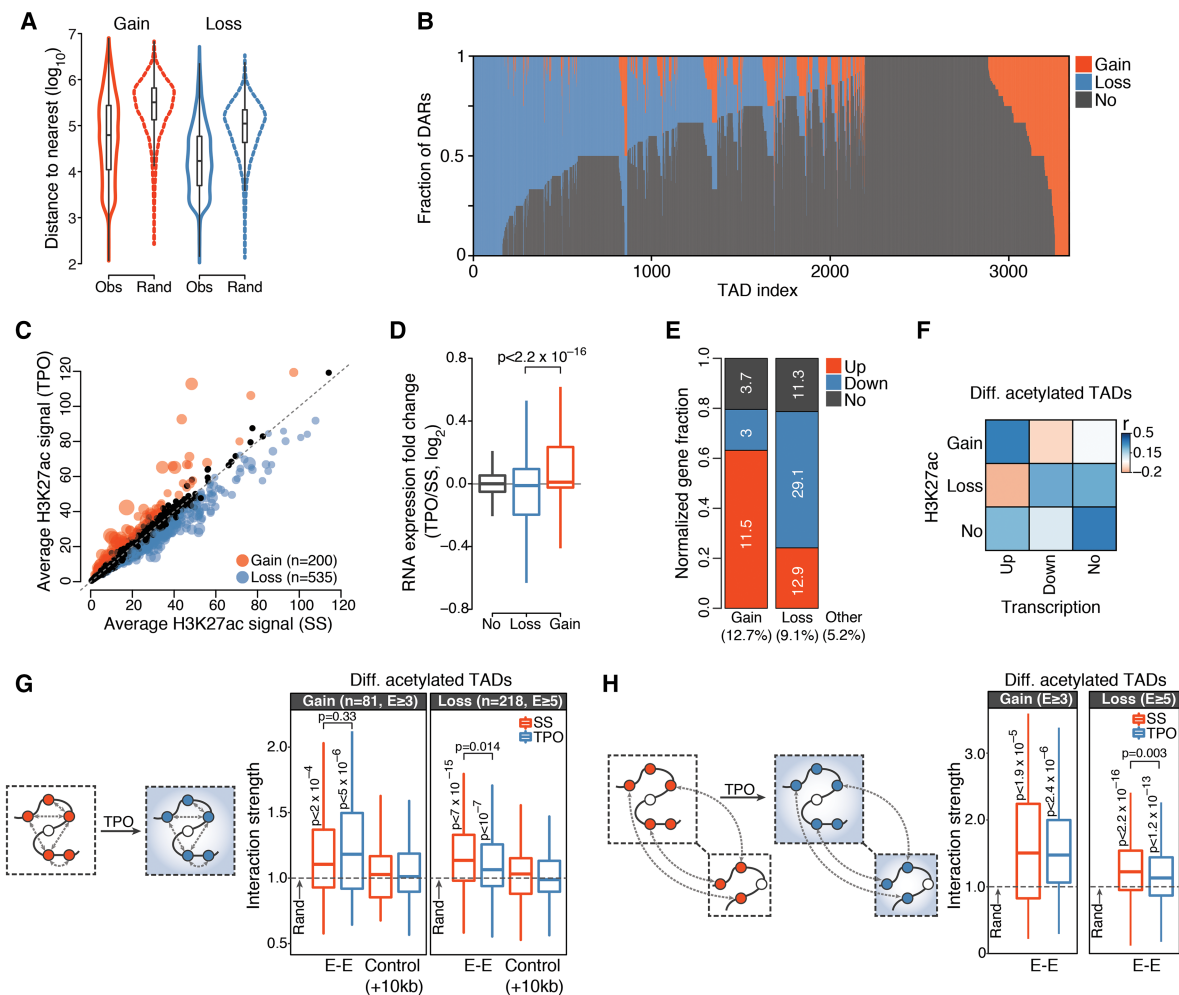 A
Gain
Loss
Distance to nearest (log10)
7
6
5
4
3
2
Obs
Rand
Obs
Rand
B
Fraction of DARs
1
0.5
0
0
1000
2000
3000
TAD index
Gain
Loss
No
C
Average H3K27ac signal (TPO)
120
100
80
60
40
20
0
0
20
40
60
80
100
120
Average H3K27ac signal (SS)
Gain (n=200)
Loss (n=535)
D
RNA expression fold change
(TPO/SS, log2)
p<2.2 x 10−16
0.8
0.4
0.0
−0.4
−0.8
No
Loss
Gain
E
Normalized gene fraction
1.0
0.8
0.6
0.4
0.2
0.0
3.7
3
11.5
11.3
29.1
12.9
Up
Down
No
Gain
(12.7%)
Loss
(9.1%)
Other
(5.2%)
F
Diff. acetylated TADs
H3K27ac
Gain
Loss
No
Up
Down
No
Transcription
r
0.5
0.15
−0.2
G
TPO
Diff. acetylated TADs
Gain (n=81, E≥3)
Loss (n=218, E≥5)
Interaction strength
2.0
1.5
1.0
0.5
p=0.33
p<2 x 10−4
p<5 x 10−6
Rand
SS
TPO
p=0.014
p<7 x 10−15
p<10−7
Rand
E-E
Control
(+10kb)
E-E
Control
(+10kb)
H
TPO
Diff. acetylated TADs
Gain (E≥3)
Loss (E≥5)
Interaction strength
3.0
2.0
1.0
0
p<1.9 x 10−5
p<2.4 x 10−6
Rand
SS
TPO
p=0.003
p<2.2 x 10−16
p<1.2 x 10−13
Rand
E-E
E-E